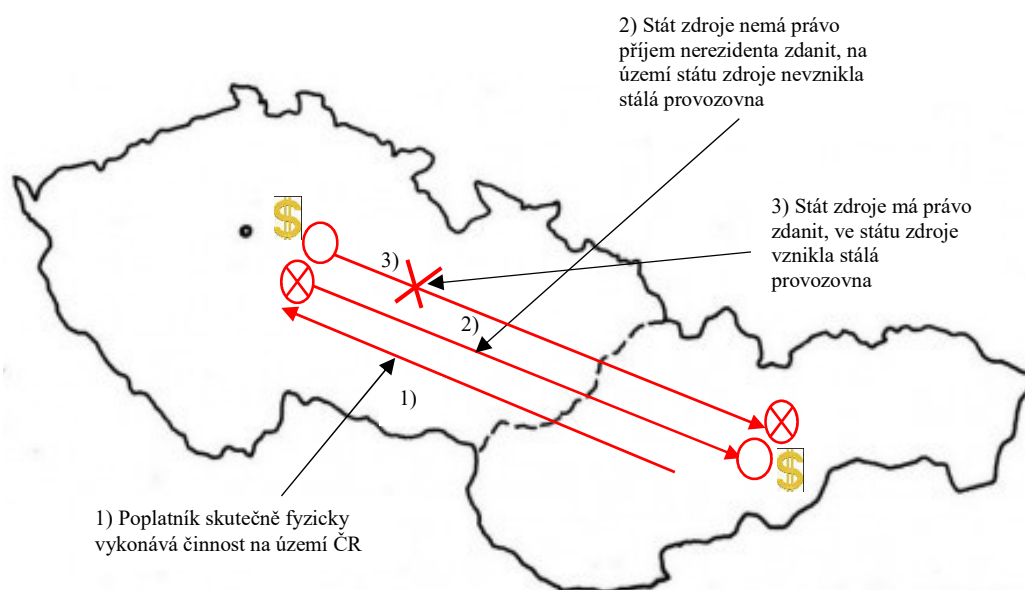 2) Stát zdroje nemá právo
příjem nerezidenta zdanit, na
území státu zdroje nevznikla
stálá provozovna
3) Stát zdroje má právo
zdanit, ve státu zdroje
vznikla stálá
provozovna
$
3)
2)
1)
$
1) Poplatník skutečně fyzicky
vykonává činnost na území ČR